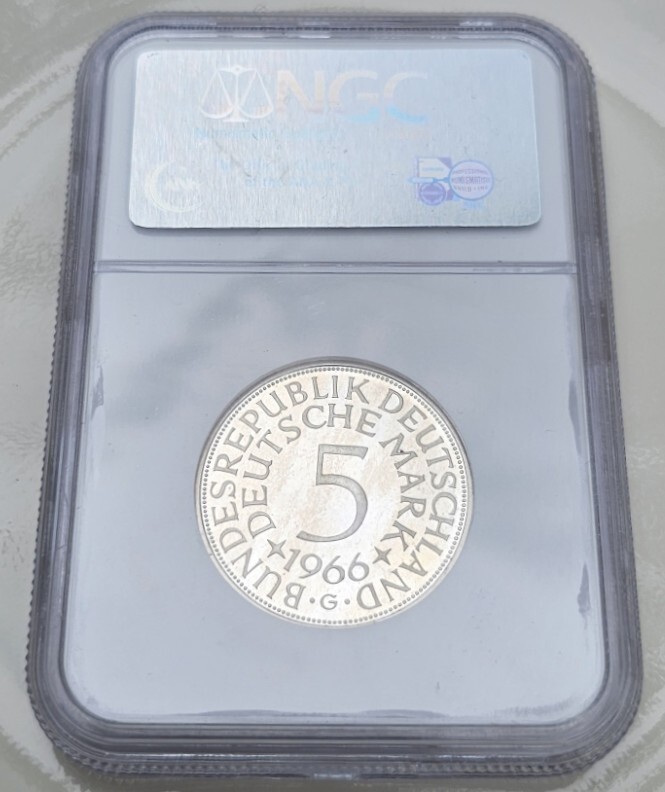 NGC
BUNDESREPUBLIK DEUTSCHLAND
DEUTSCHE MARK
5
1966
· G ·